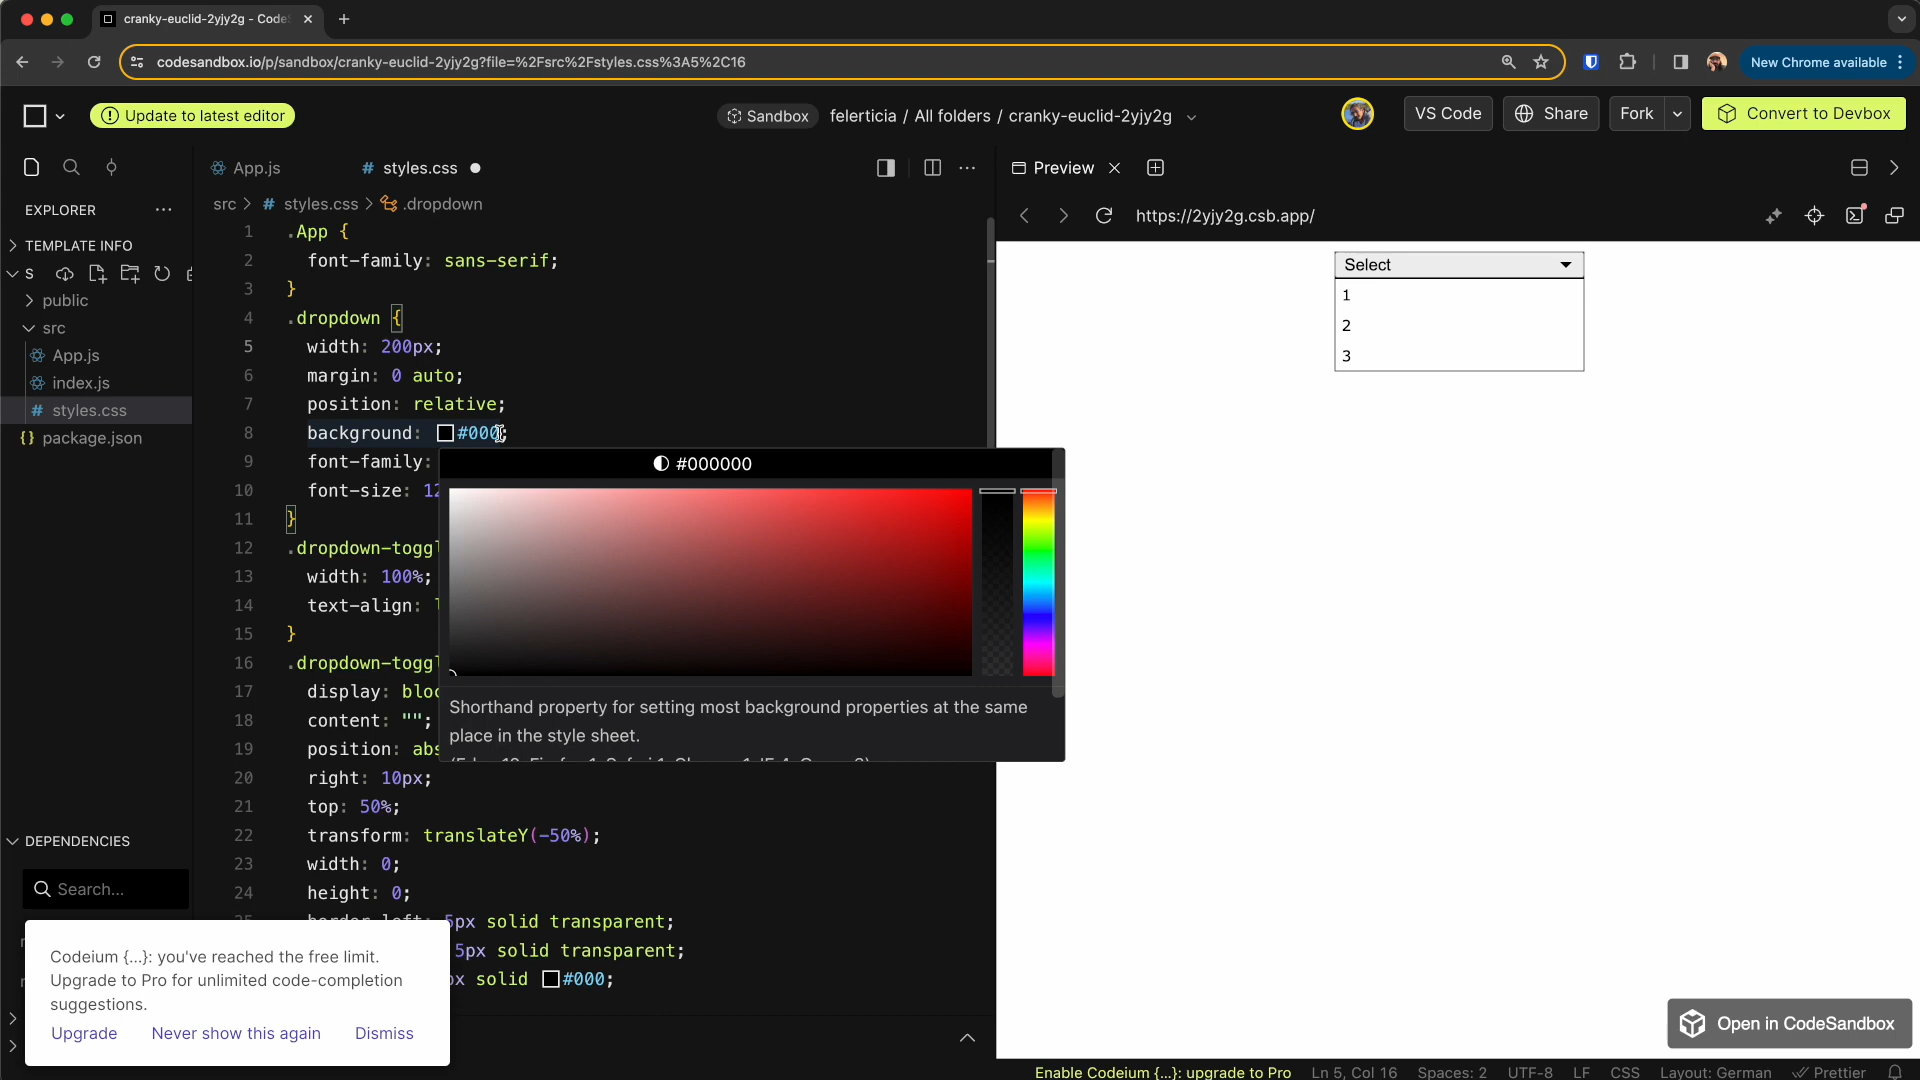 cranky-euclid-2yjy2g - Code
codesandbox.io/p/sandbox/cranky-euclid-2yjy2g?file=%2Fsrc%2Fstyles.css%3A5%2C16
New Chrome available
Update to latest editor
Sandbox
felerticia / All folders / cranky-euclid-2yjy2g
VS Code
Share
Fork
Convert to Devbox
EXPLORER
TEMPLATE INFO
S
public
src
App.js
index.js
styles.css
package.json
DEPENDENCIES
Search...
App.js
# styles.css
src > # styles.css > .dropdown
1 .App {
2 font-family: sans-serif;
3 }
4 .dropdown {
5 width: 200px;
6 margin: 0 auto;
7 position: relative;
8 background: #000;
9 font-family:
10 font-size: 12
11 }
12 .dropdown-toggl
13 width: 100%;
14 text-align: l
15 }
16 .dropdown-toggl
17 display: bloc
18 content: "";
19 position: abs
20 right: 10px;
21 top: 50%;
22 transform: translateY(-50%);
23 width: 0;
24 height: 0;
25 border-left: 5px solid transparent;
5px solid transparent;
px solid #000;
#000000
Shorthand property for setting most background properties at the same
place in the style sheet.
Codeium {...}: you've reached the free limit.
Upgrade to Pro for unlimited code-completion
suggestions.
Upgrade
Never show this again
Dismiss
Preview
https://2yjy2g.csb.app/
Select
1
2
3
Open in CodeSandbox
Enable Codeium {...}: upgrade to Pro
Ln 5, Col 16
Spaces: 2
UTF-8
LF
CSS
Layout: German
Prettier